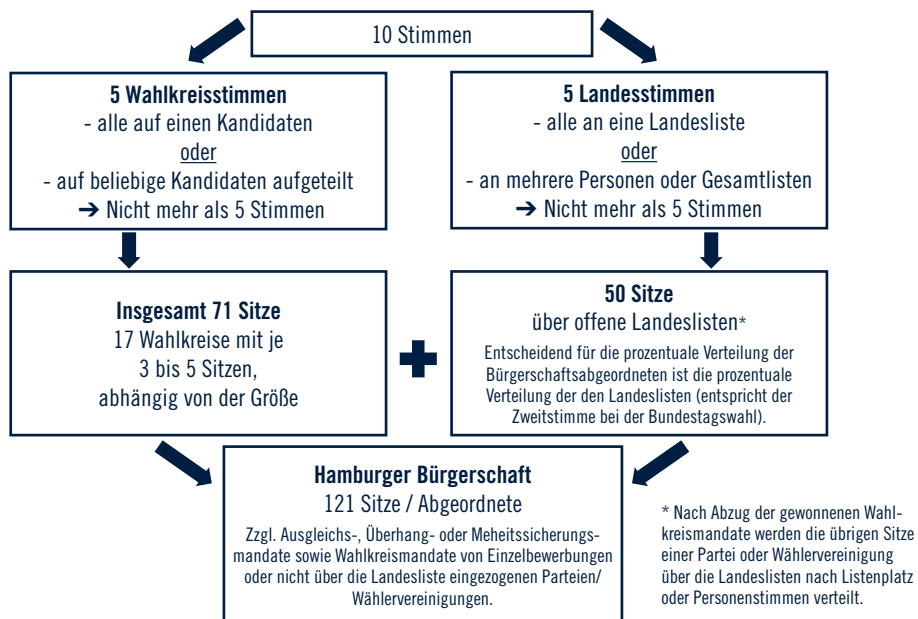 10 Stimmen
5 Wahlkreisstimmen
- alle auf einen Kandidaten
oder
- auf beliebige Kandidaten aufgeteilt
➔ Nicht mehr als 5 Stimmen
5 Landesstimmen
- alle an eine Landesliste
oder
- an mehrere Personen oder Gesamtlisten
➔ Nicht mehr als 5 Stimmen
Insgesamt 71 Sitze
17 Wahlkreise mit je
3 bis 5 Sitzen,
abhängig von der Größe
50 Sitze
über offene Landeslisten*
Entscheidend für die prozentuale Verteilung der
Bürgerschaftsabgeordneten ist die prozentuale
Verteilung der den Landeslisten (entspricht der
Zweitstimme bei der Bundestagswahl).
Hamburger Bürgerschaft
121 Sitze / Abgeordnete
Zzgl. Ausgleichs-, Überhang- oder Meheitssicherungs-
mandate sowie Wahlkreismandate von Einzelbewerbungen
oder nicht über die Landesliste eingezogenen Parteien/
Wählervereinigungen.
* Nach Abzug der gewonnenen Wahl-
kreismandate werden die übrigen Sitze
einer Partei oder Wählervereinigung
über die Landeslisten nach Listenplatz
oder Personenstimmen verteilt.